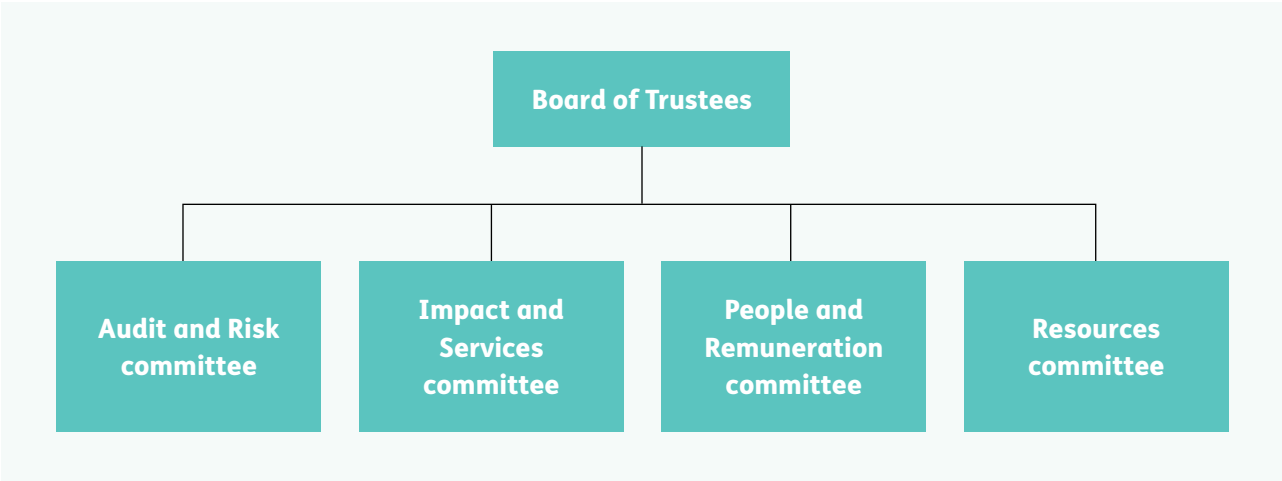 Board of Trustees
Audit and Risk
committee
Impact and
Services
committee
People and
Remuneration
committee
Resources
committee